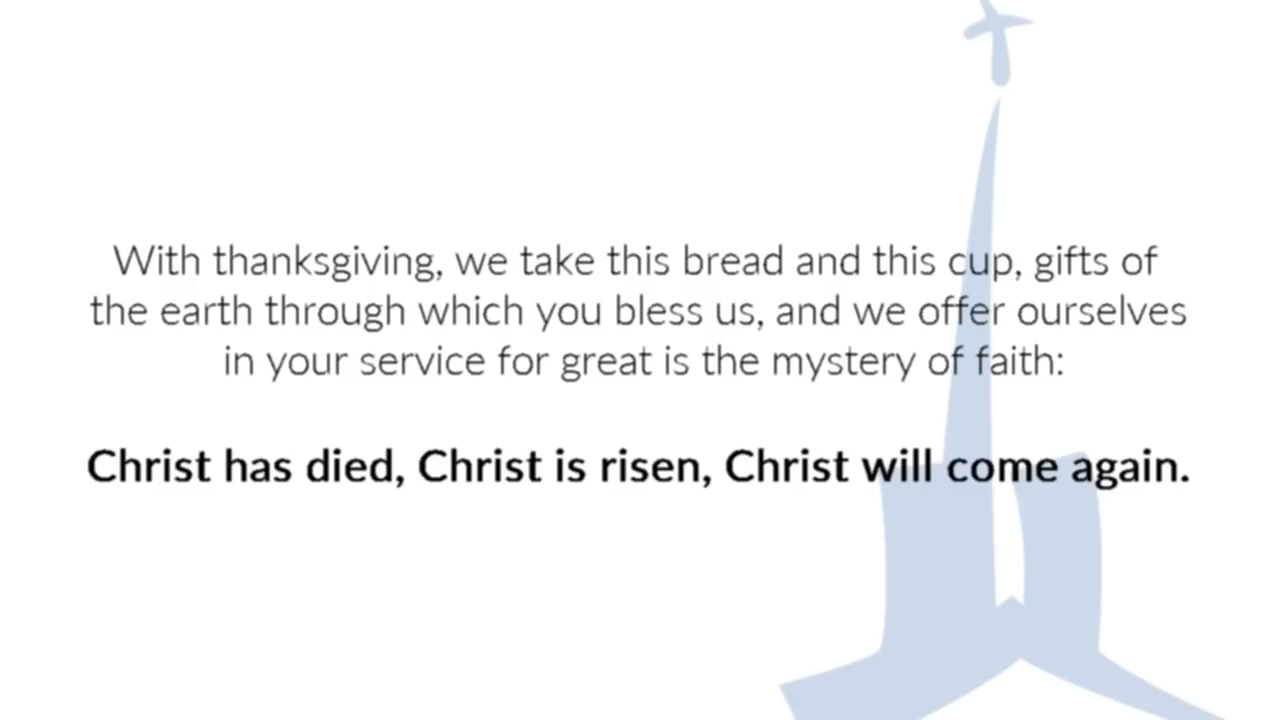 With thanksgiving, we take this bread and this cup, gifts of
the earth through which you bless us, and we offer ourselves
in your service for great is the mystery of faith:
Christ has died, Christ is risen, Christ will come again.